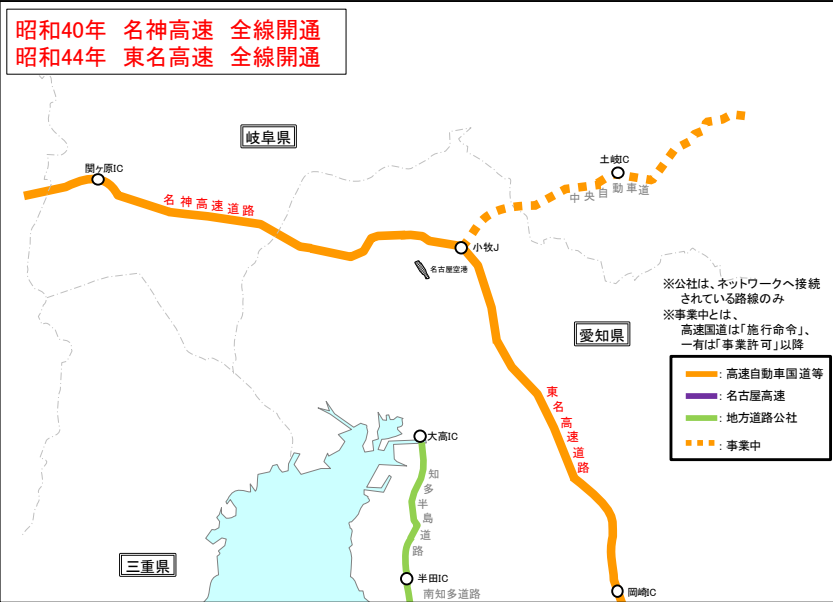 昭和40年 名神高速 全線開通
昭和44年 東名高速 全線開通
岐阜県
関ヶ原IC
土岐IC
中央自動車道
名神高速道路
小牧J
名古屋空港
※公社は、ネットワークへ接続
されている路線のみ
※事業中とは、
高速国道は「施行命令」、
一有は「事業許可」以降
愛知県
：高速自動車国道等
：名古屋高速
：地方道路公社
：事業中
東名高速道路
大高IC
知多半島道路
三重県
半田IC
南知多道路
岡崎IC